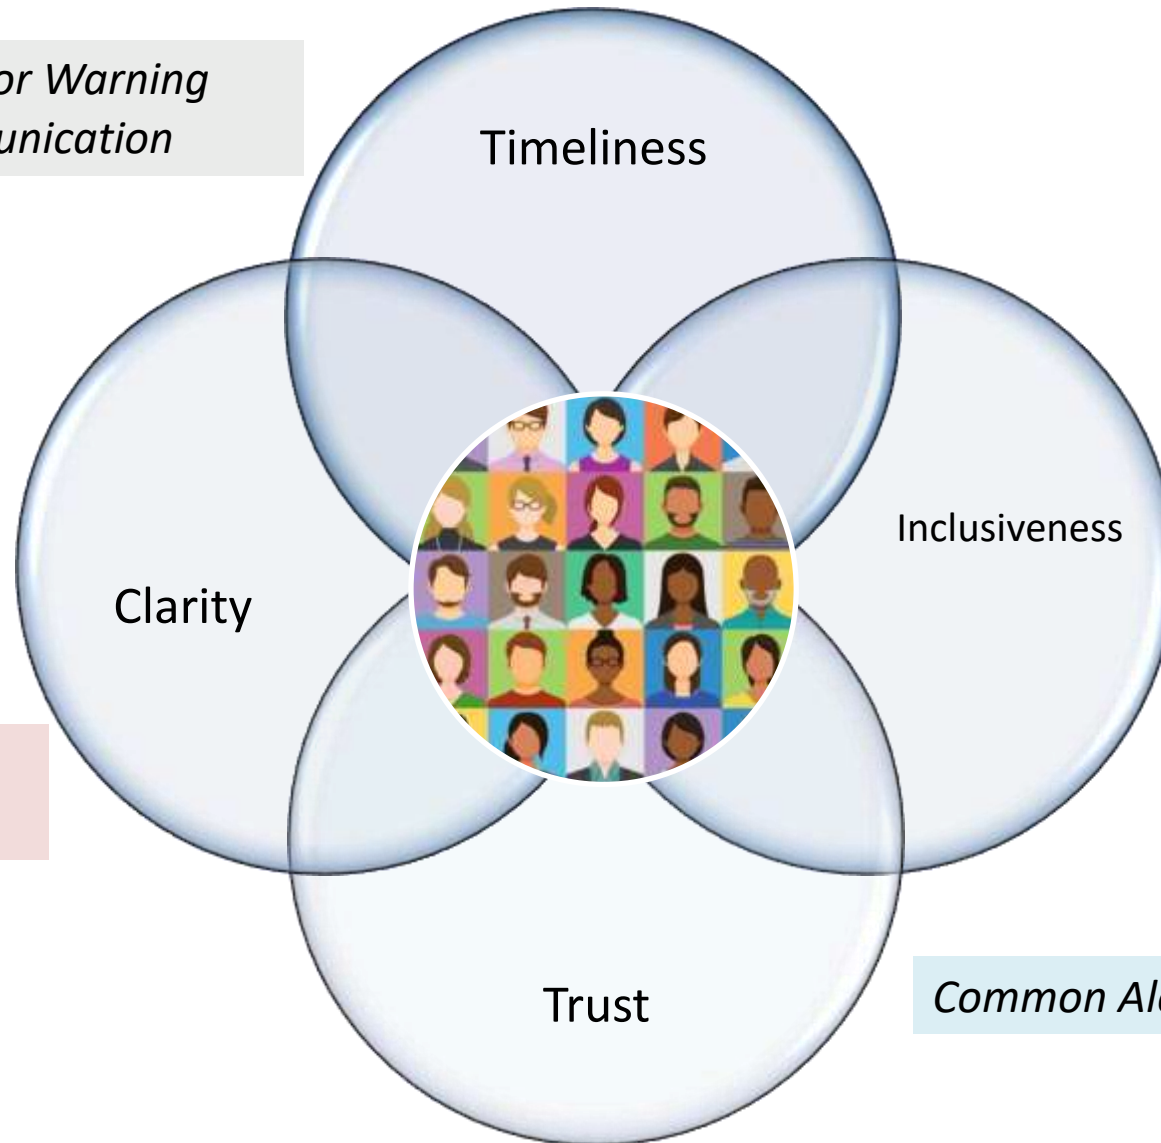 or Warning
unication
Timeliness
Inclusiveness
Clarity
Trust
Common Al